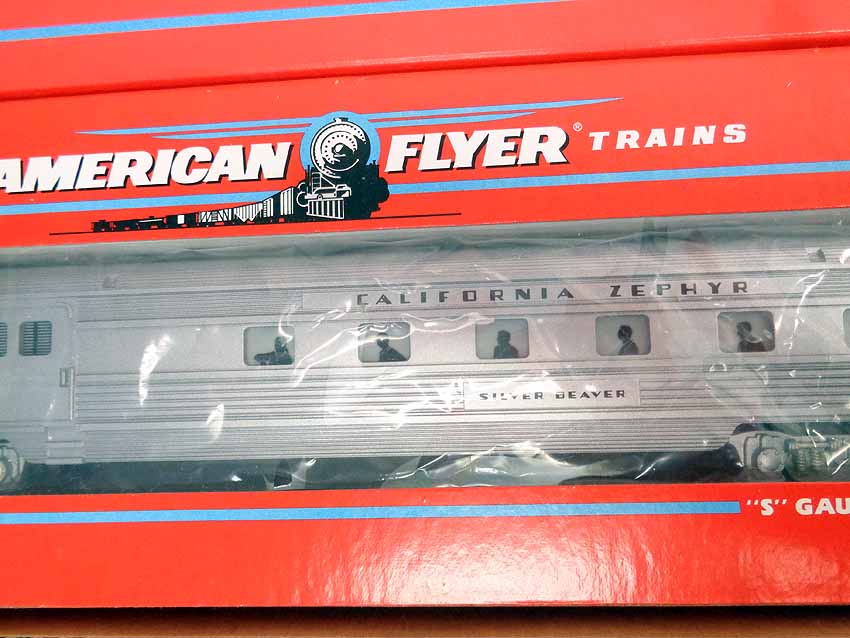 AMERICAN FLYER® TRAINS
CALIFORNIA ZEPHYR
SILVER BEAVER
"S" GAU